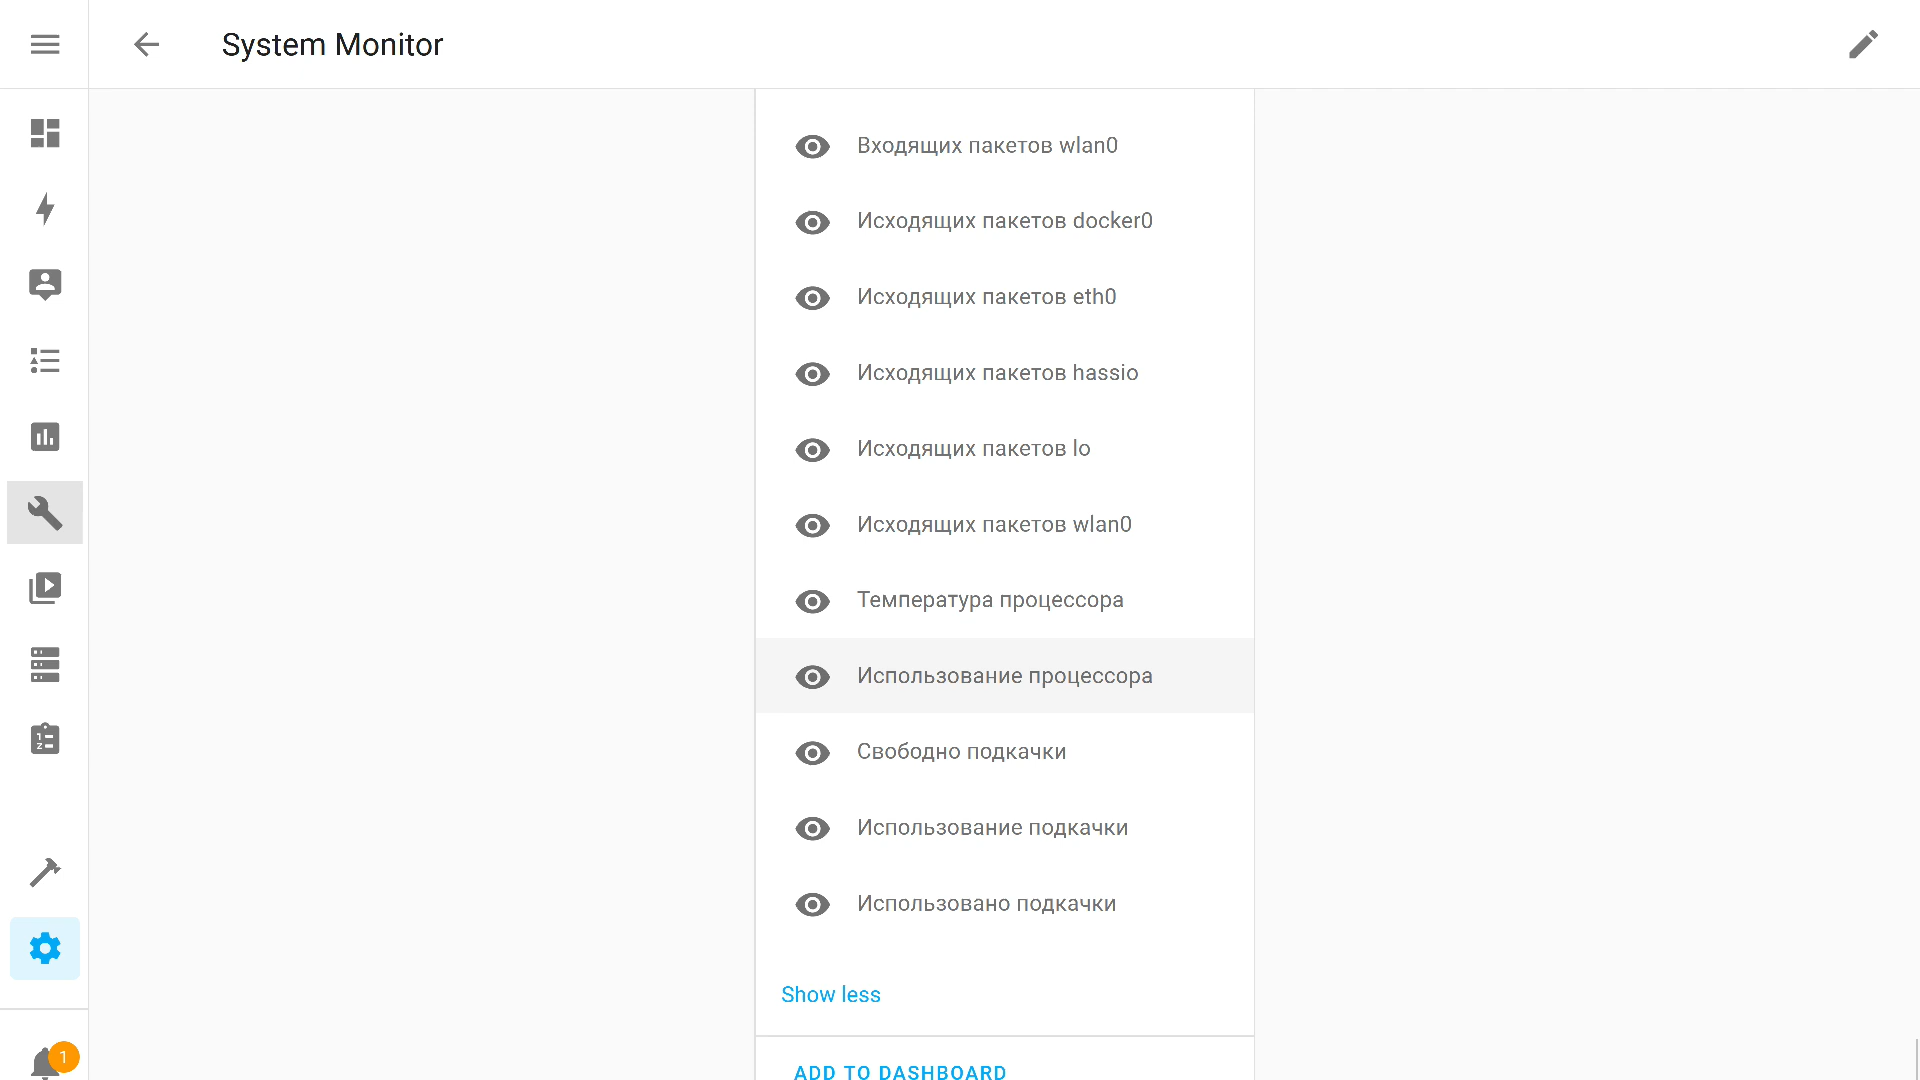 System Monitor
Входящих пакетов wlan0
Исходящих пакетов docker0
Исходящих пакетов eth0
Исходящих пакетов hassio
Исходящих пакетов lo
Исходящих пакетов wlan0
Температура процессора
Использование процессора
Свободно подкачки
Использование подкачки
Использовано подкачки
Show less
1
ADD TO DASHBOARD